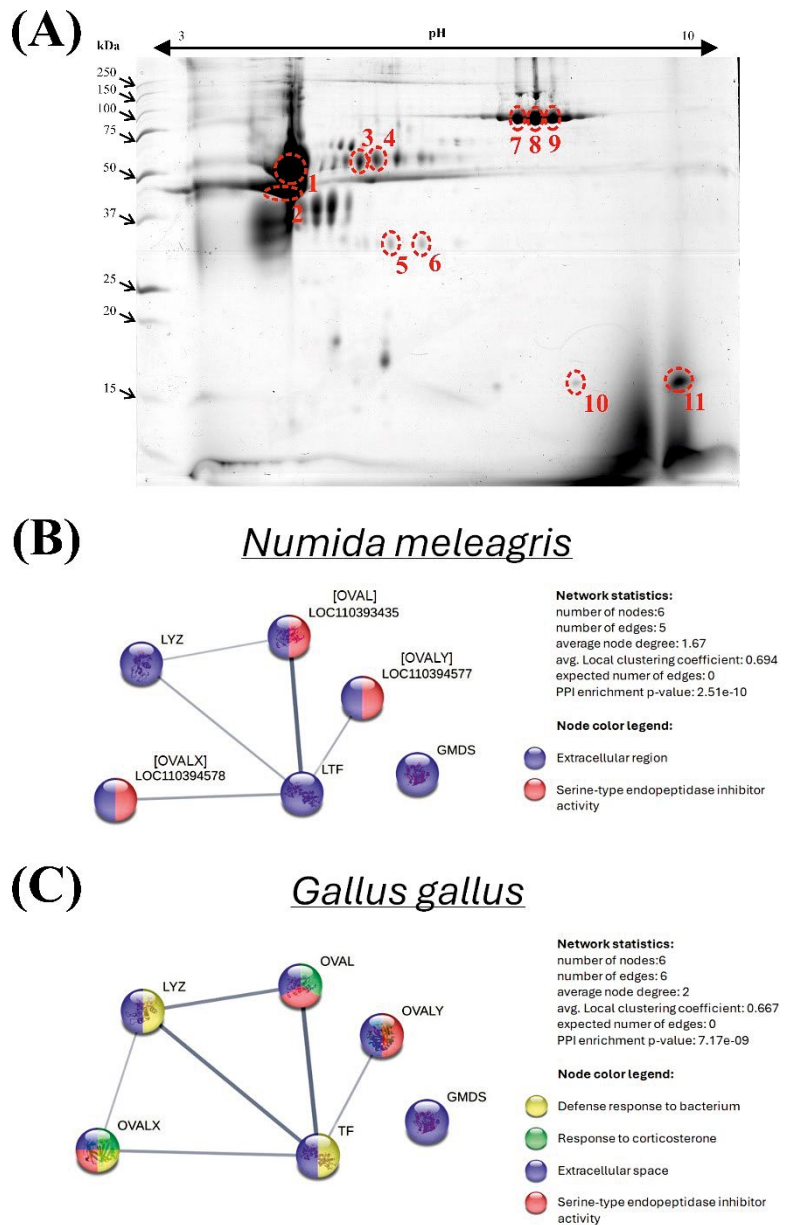 (A)
kDa
3
pH
10
250
150
100
75
50
37
25
20
15
1
2
3
4
5
6
7
8
9
10
11
(B)
Numida meleagris
LYZ
[OVAL]
LOC110393435
[OVALY]
LOC110394577
[OVALX]
LOC110394578
LTF
GMDS
Network statistics:
number of nodes:6
number of edges: 5
average node degree: 1.67
avg. Local clustering coefficient: 0.694
expected numer of edges: 0
PPI enrichment p-value: 2.51e-10
Node color legend:
Extracellular region
Serine-type endopeptidase inhibitor
activity
(C)
Gallus gallus
LYZ
OVAL
OVALY
OVALX
TF
GMDS
Network statistics:
number of nodes:6
number of edges: 6
average node degree: 2
avg. Local clustering coefficient: 0.667
expected numer of edges: 0
PPI enrichment p-value: 7.17e-09
Node color legend:
Defense response to bacterium
Response to corticosterone
Extracellular space
Serine-type endopeptidase inhibitor
activity